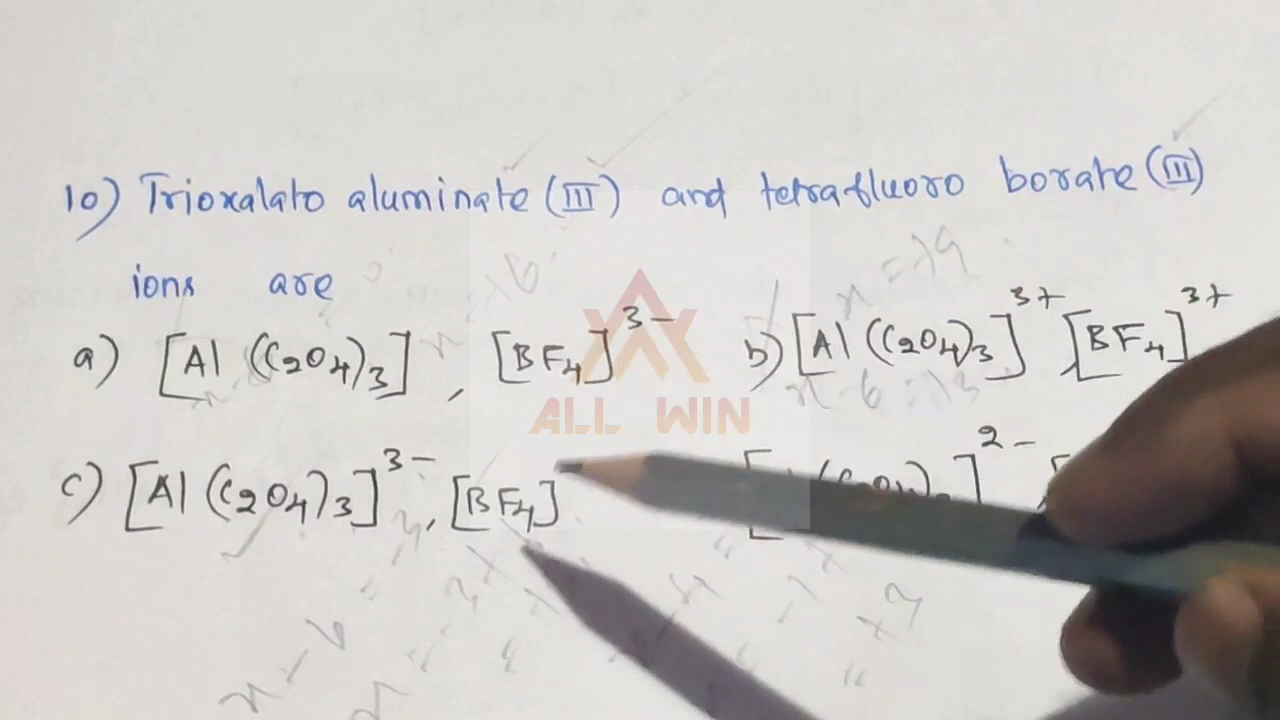 10) Trioxalato aluminate (III) and tetrafluoro borate (III)
ions are
a) [Al (C2O4)3] , [BF4]3- b) [Al (C2O4)3]3+ [BF4]3+
ALL WIN
c) [Al (C2O4)3]3- , [BF4] ]2-